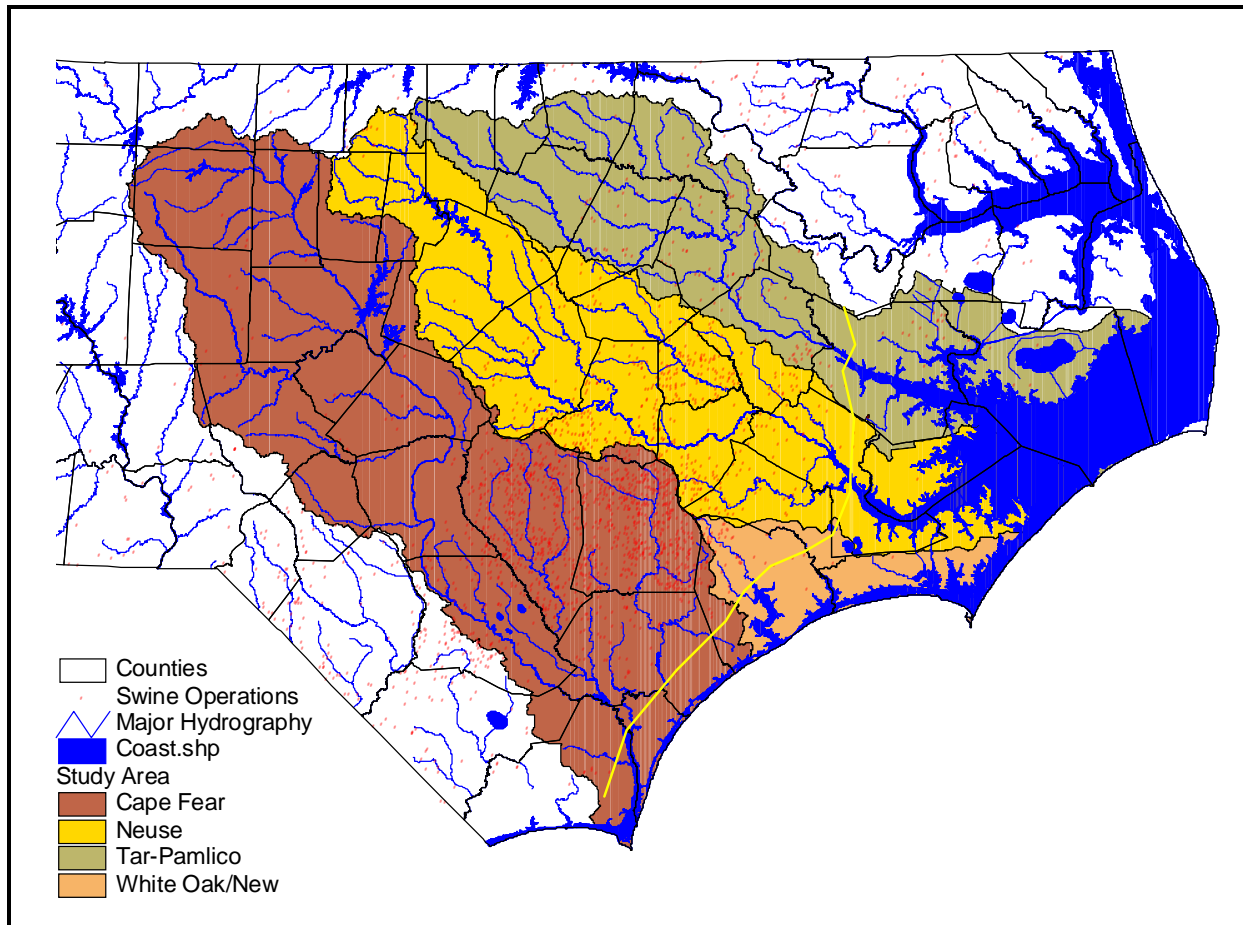 Counties
Swine Operations
Major Hydrography
Coast.shp
Study Area
Cape Fear
Neuse
Tar-Pamlico
White Oak/New